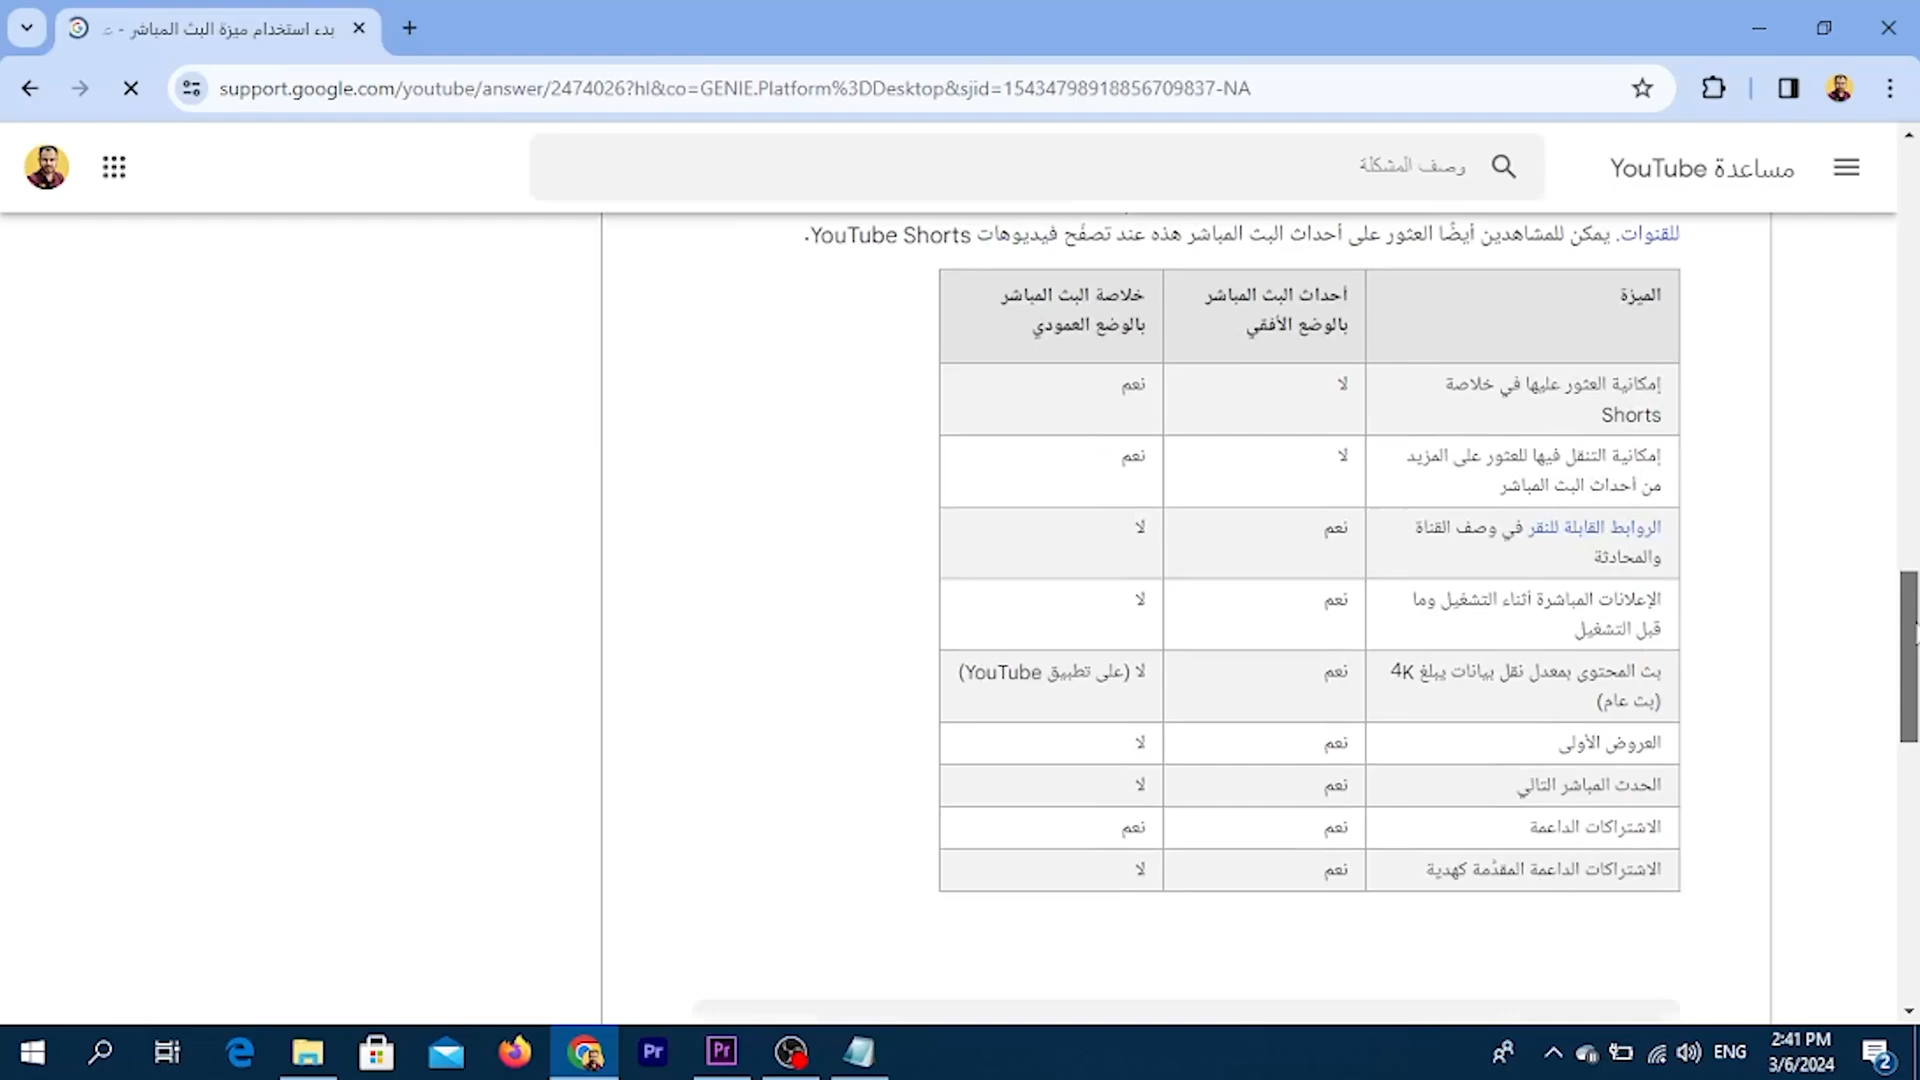 بدء استخدام ميزة البث المباشر -
support.google.com/youtube/answer/2474026?hl&co=GENIE.Platform%3DDesktop&sjid=15434798918856709837-NA
مساعدة YouTube
وصف المشكلة
للقنوات. يمكن للمشاهدين أيضًا العثور على أحداث البث المباشر هذه عند تصفّح فيديوهات YouTube Shorts.
الميزة
أحداث البث المباشر
بالوضع الأفقي
خلاصة البث المباشر
بالوضع العمودي
إمكانية العثور عليها في خلاصة
Shorts
لا
نعم
إمكانية التنقل فيها للعثور على المزيد
من أحداث البث المباشر
لا
نعم
الروابط القابلة للنقر في وصف القناة
والمحادثة
نعم
لا
الإعلانات المباشرة أثناء التشغيل وما
قبل التشغيل
نعم
لا
بث المحتوى بمعدل نقل بيانات يبلغ 4K
(بث عام)
نعم
لا (على تطبيق YouTube)
العروض الأولى
نعم
لا
الحدث المباشر التالي
نعم
لا
الاشتراكات الداعمة
نعم
نعم
الاشتراكات الداعمة المقدَّمة كهدية
نعم
لا
Pr
Pr
ENG
2:41 PM
3/6/2024
2